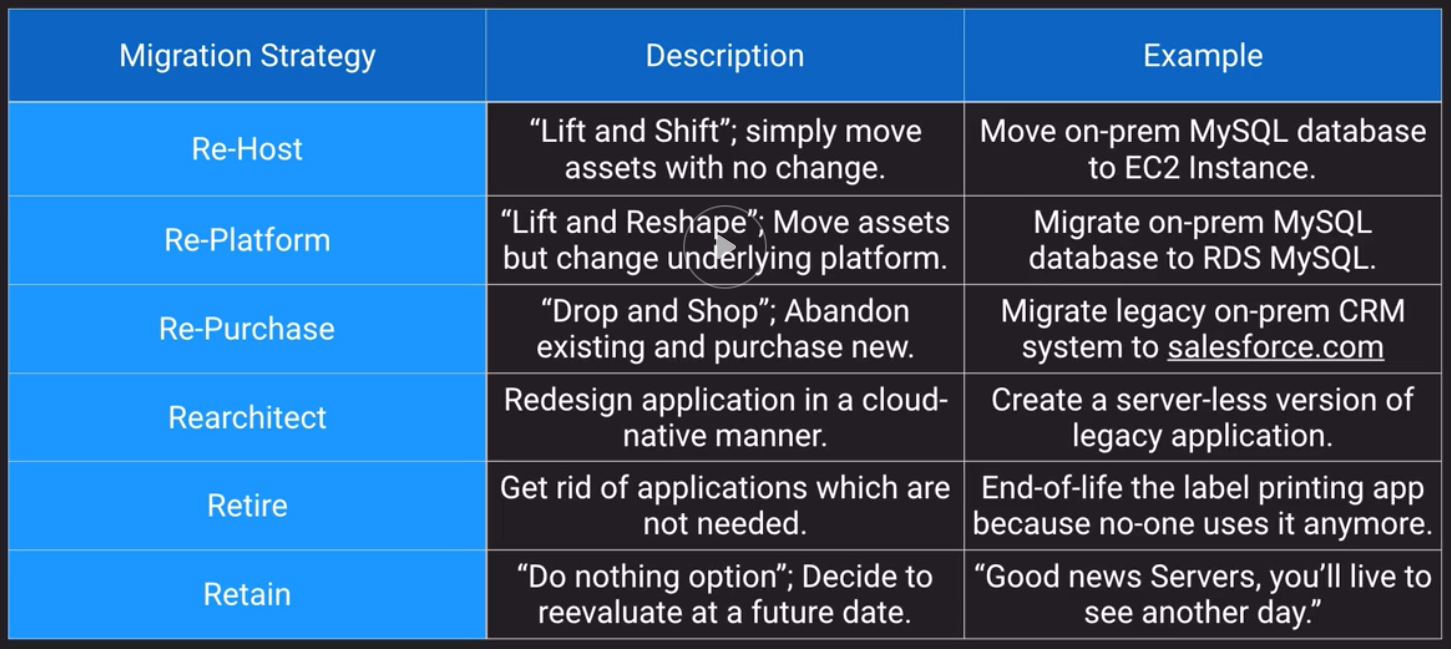 Migration Strategy
Description
Example
Re-Host
“Lift and Shift”; simply move
assets with no change.
Move on-prem MySQL database
to EC2 Instance.
Re-Platform
“Lift and Reshape”; Move assets
but change underlying platform.
Migrate on-prem MySQL
database to RDS MySQL.
Re-Purchase
“Drop and Shop”; Abandon
existing and purchase new.
Migrate legacy on-prem CRM
system to salesforce.com
Rearchitect
Redesign application in a cloud-
native manner.
Create a server-less version of
legacy application.
Retire
Get rid of applications which are
not needed.
End-of-life the label printing app
because no-one uses it anymore.
Retain
“Do nothing option”; Decide to
reevaluate at a future date.
“Good news Servers, you’ll live to
see another day.”